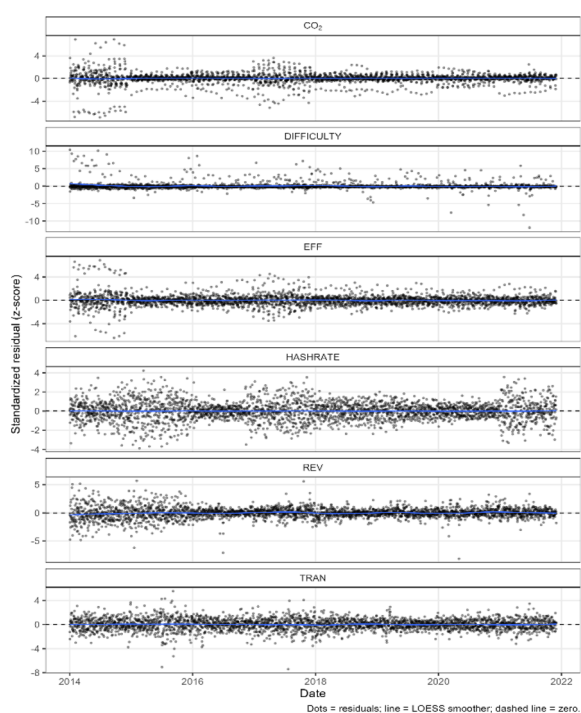 CO₂
4
0
-4
DIFFICULTY
10
5
0
-5
-10
EFF
4
0
-4
HASHRATE
4
2
0
-2
-4
REV
5
0
-5
TRAN
4
0
-4
-8
2014 2016 2018 2020 2022
Date
Standardized residual (z-score)
Dots = residuals; line = LOESS smoother; dashed line = zero.